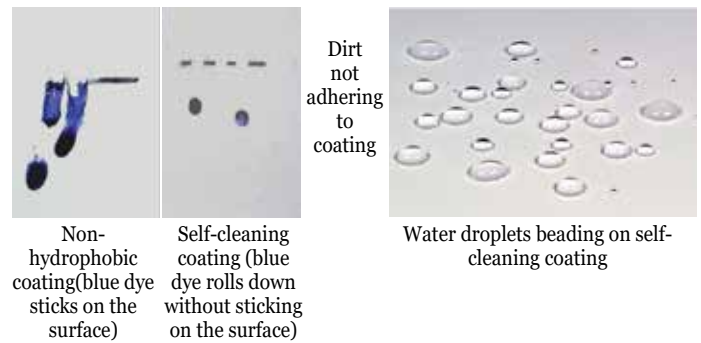 Dirt
not
adhering
to
coating
Non-
hydrophobic
coating(blue dye
sticks on the
surface)
Self-cleaning
coating (blue
dye rolls down
without sticking
on the surface)
Water droplets beading on self-
cleaning coating